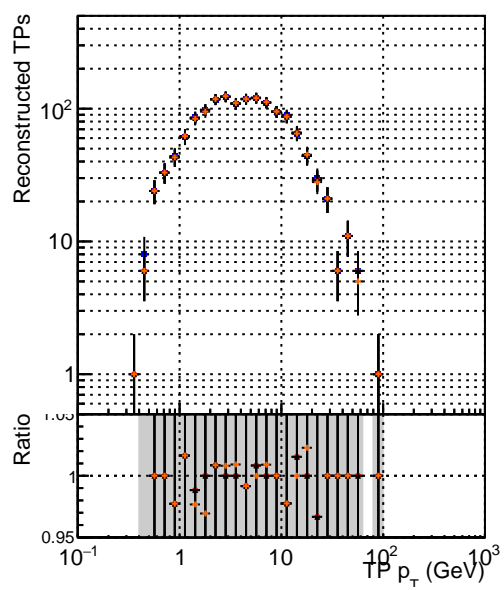 Reconstructed TPs
10²
10
1
Ratio
1.05
1
0.95
10⁻¹ 1 10 10² 10³
TP p_T (GeV)